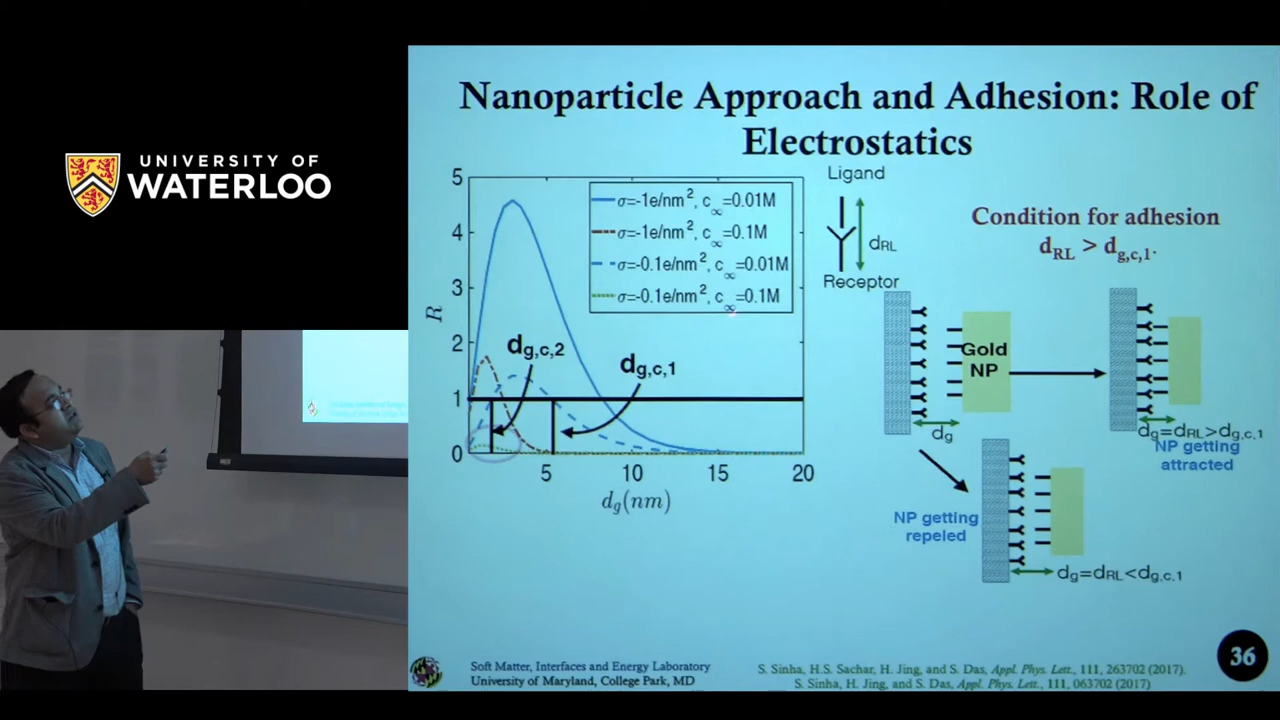 UNIVERSITY OF
WATERLOO
Nanoparticle Approach and Adhesion: Role of
Electrostatics
5
4
3
2
1
0
R
σ=-1e/nm², c∞=0.01M
σ=-1e/nm², c∞=0.1M
σ=-0.1e/nm², c∞=0.01M
σ=-0.1e/nm², c∞=0.1M
dg,c,2
dg,c,1
5
10
15
20
dg(nm)
Ligand
dRL
Receptor
Condition for adhesion
dRL > dg,c,1.
Gold
NP
dg
dg=dRL>dg,c,1
NP getting
attracted
NP getting
repeled
dg=dRL<dg,c,1
Soft Matter, Interfaces and Energy Laboratory
University of Maryland, College Park, MD
S. Sinha, H.S. Sachar, H. Jing, and S. Das, Appl. Phys. Lett., 111, 263702 (2017).
S. Sinha, H. Jing, and S. Das, Appl. Phys. Lett., 111, 063702 (2017)
36